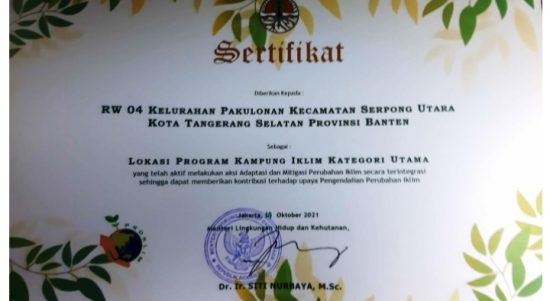 Sertifikat
Diberikan Kepada :
RW 04 KELURAHAN PAKULONAN KECAMATAN SERPONG UTARA
KOTA TANGERANG SELATAN PROVINSI BANTEN
Sebagai :
LOKASI PROGRAM KAMPUNG IKLIM KATEGORI UTAMA
yang telah aktif melakukan aksi Adaptasi dan Mitigasi Perubahan Iklim secara terintegrasi
sehingga dapat memberikan kontribusi terhadap upaya Pengendalian Perubahan Iklim
Jakarta, Oktober 2021
Menteri Lingkungan Hidup dan Kehutanan,
PROKLIM
Dr. Ir. SITI NURBAYA, M.Sc.